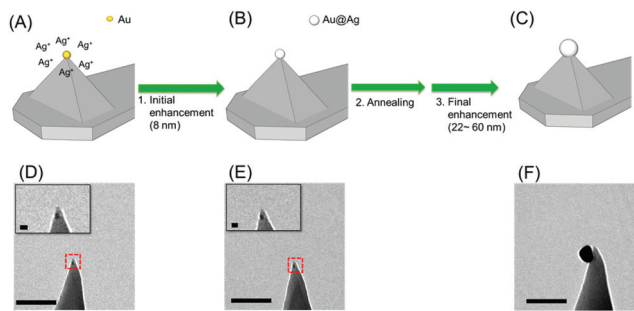 (A)
Au
(B)
Au@Ag
(C)
Ag⁺
Ag⁺
Ag⁺
Ag⁺
Ag⁺
Ag⁺
Ag⁺
1. Initial
enhancement
(8 nm)
2. Annealing
3. Final
enhancement
(22~ 60 nm)
(D)
(E)
(F)